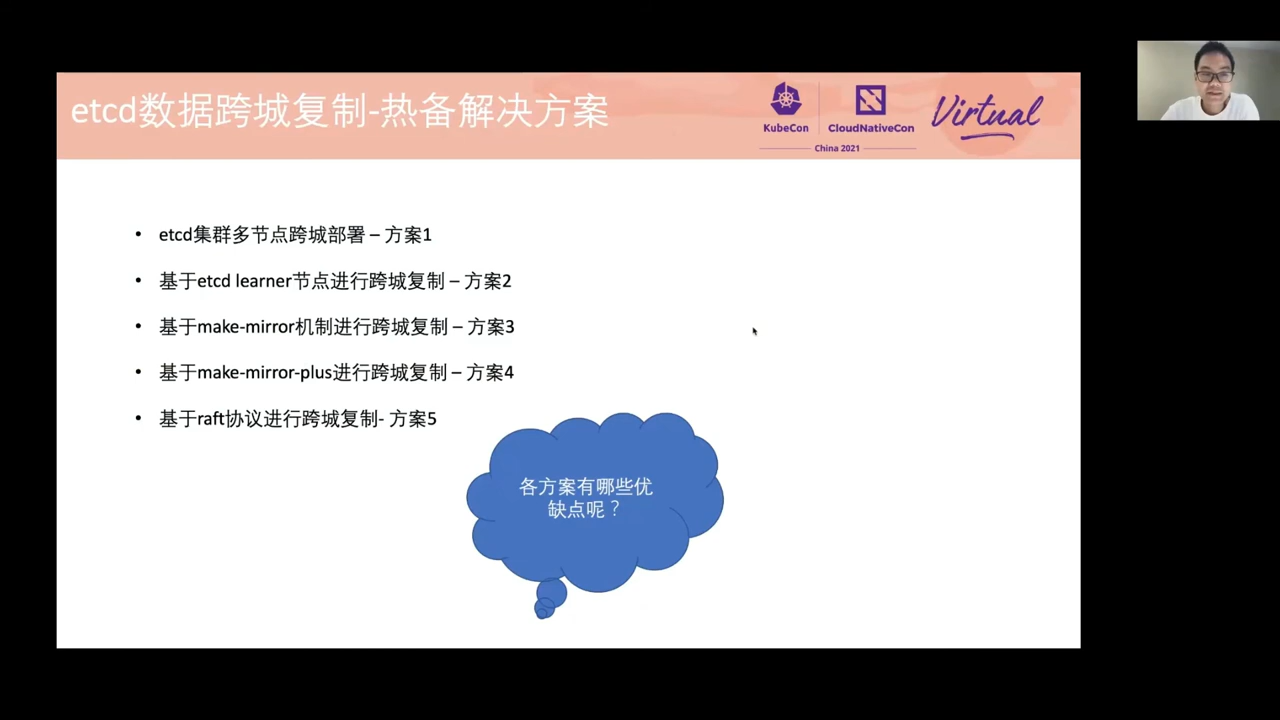 etcd数据跨城复制-热备解决方案
KubeCon
CloudNativeCon
China 2021
Virtual
• etcd集群多节点跨城部署 – 方案1
• 基于etcd learner节点进行跨城复制 – 方案2
• 基于make-mirror机制进行跨城复制 – 方案3
• 基于make-mirror-plus进行跨城复制 – 方案4
• 基于raft协议进行跨城复制- 方案5
各方案有哪些优
缺点呢？